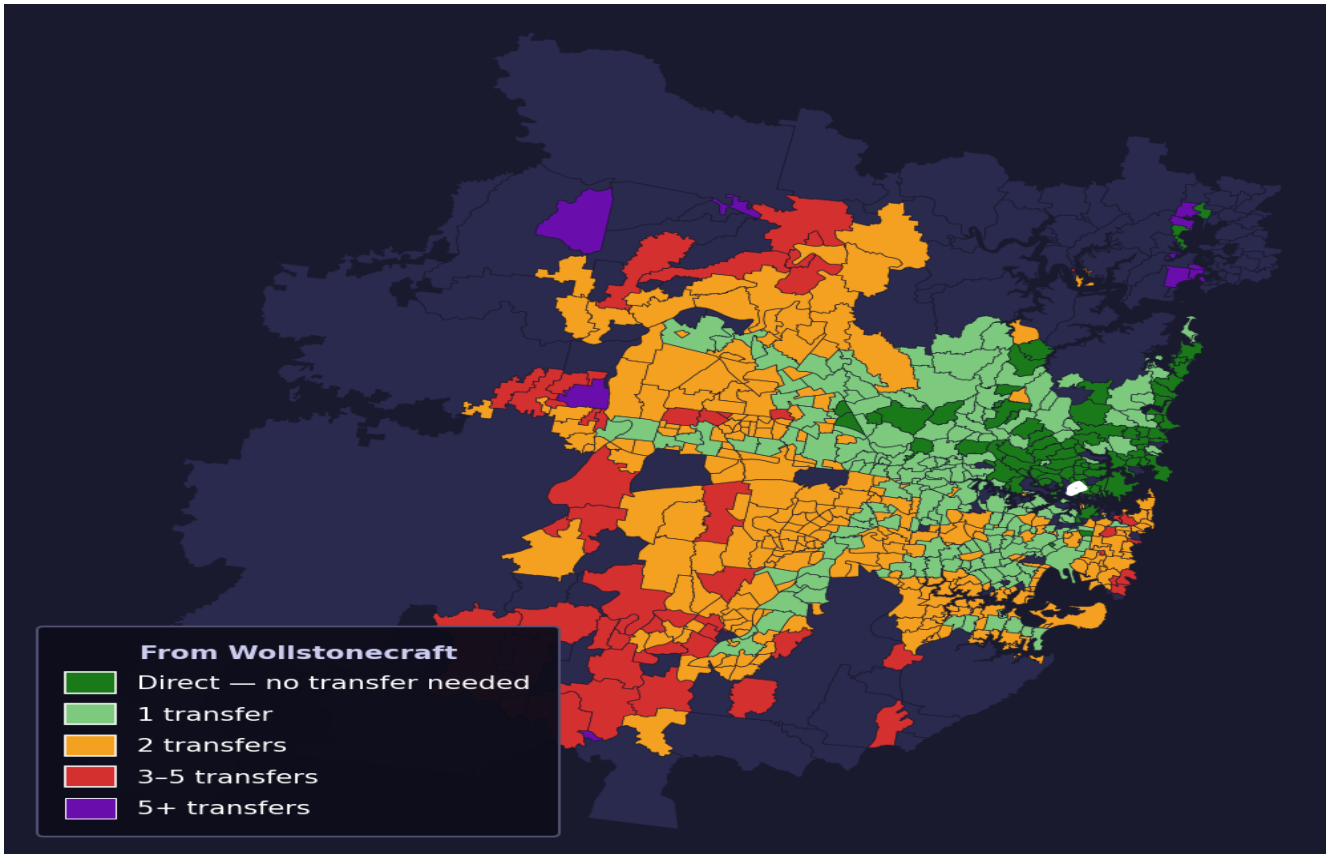 From Wollstonecraft
Direct — no transfer needed
1 transfer
2 transfers
3–5 transfers
5+ transfers